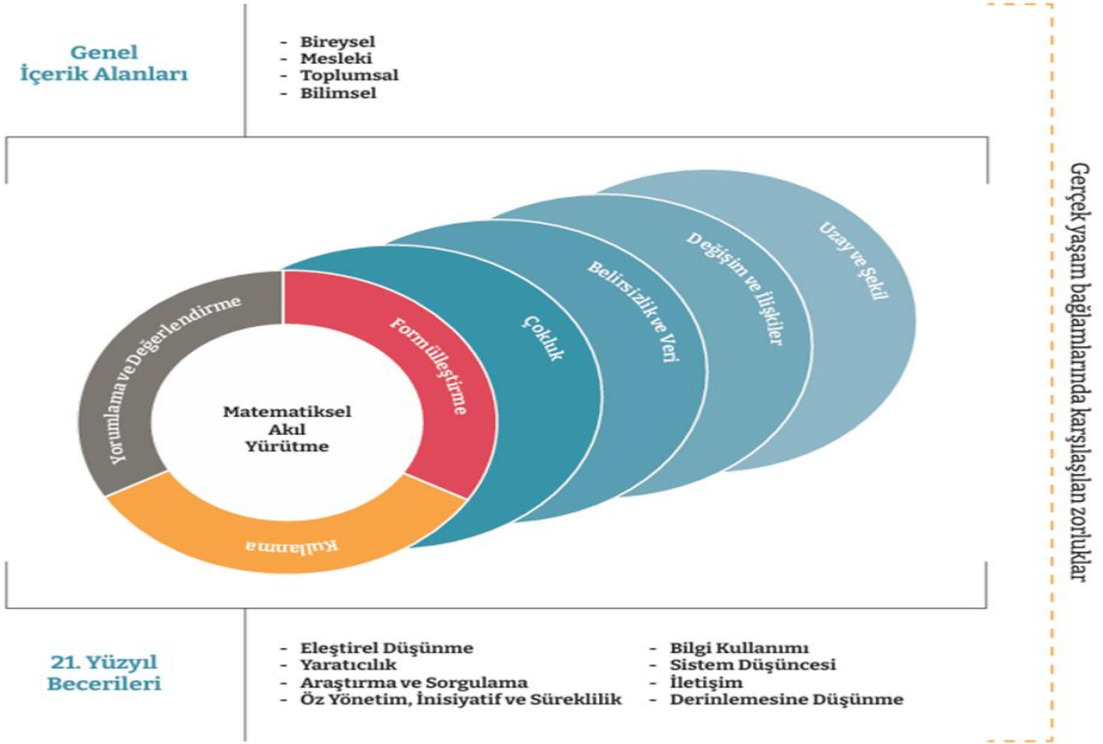 Genel
İçerik Alanları
- Bireysel
- Mesleki
- Toplumsal
- Bilimsel
Gerçek yaşam bağlamlarında karşılaşılan zorluklar
Yorumlama ve Değerlendirme
Formülleştirme
Kullanma
Matematiksel
Akıl
Yürütme
Çokluk
Belirsizlik ve Veri
Değişim ve İlişkiler
Uzay ve Şekil
21. Yüzyıl
Becerileri
- Eleştirel Düşünme
- Yaratıcılık
- Araştırma ve Sorgulama
- Öz Yönetim, İnisiyatif ve Süreklilik
- Bilgi Kullanımı
- Sistem Düşüncesi
- İletişim
- Derinlemesine Düşünme